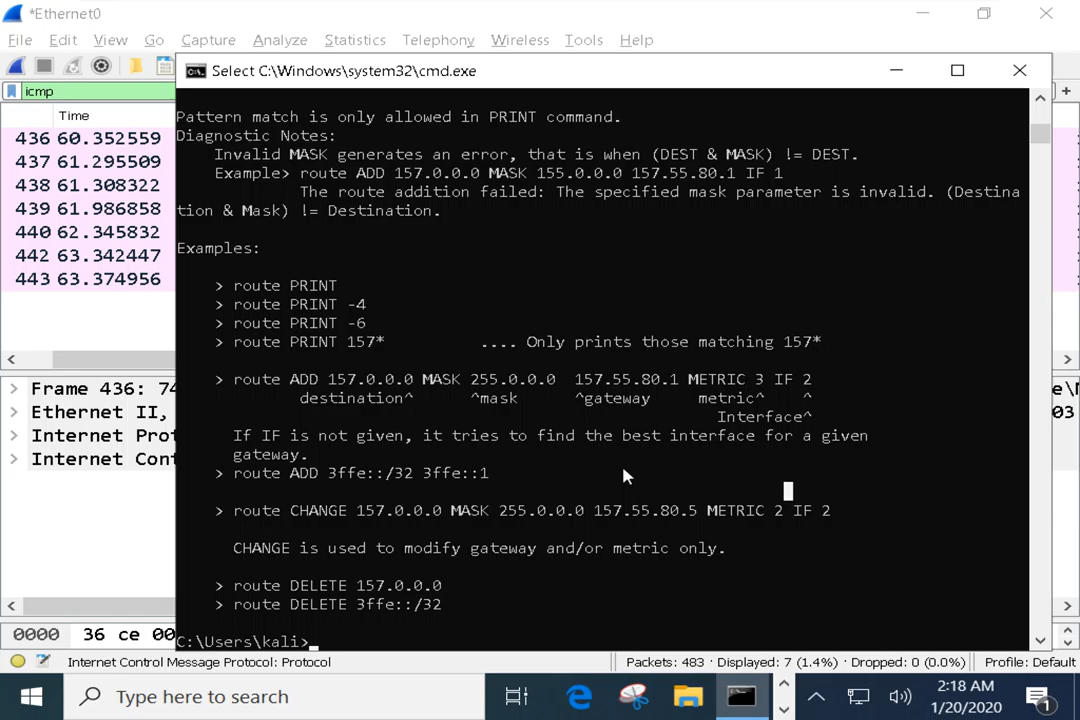 *Ethernet0
File Edit View Go Capture Analyze Statistics Telephony Wireless Tools Help
icmp
Time
436 60.352559
437 61.295509
438 61.308322
439 61.986858
440 62.345832
442 63.342447
443 63.374956
Frame 436: 74
Ethernet II,
Internet Prot
Internet Cont
03
0000 36 ce 00
Select C:\Windows\system32\cmd.exe
Pattern match is only allowed in PRINT command.
Diagnostic Notes:
Invalid MASK generates an error, that is when (DEST & MASK) != DEST.
Example> route ADD 157.0.0.0 MASK 155.0.0.0 157.55.80.1 IF 1
The route addition failed: The specified mask parameter is invalid. (Destina
tion & Mask) != Destination.
Examples:
> route PRINT
> route PRINT -4
> route PRINT -6
> route PRINT 157* .... Only prints those matching 157*
> route ADD 157.0.0.0 MASK 255.0.0.0 157.55.80.1 METRIC 3 IF 2
destination^ ^mask ^gateway metric^ ^
Interface^
If IF is not given, it tries to find the best interface for a given
gateway.
> route ADD 3ffe::/32 3ffe::1
> route CHANGE 157.0.0.0 MASK 255.0.0.0 157.55.80.5 METRIC 2 IF 2
CHANGE is used to modify gateway and/or metric only.
> route DELETE 157.0.0.0
> route DELETE 3ffe::/32
C:\Users\kali>_
Internet Control Message Protocol: Protocol
Packets: 483 · Displayed: 7 (1.4%) · Dropped: 0 (0.0%) Profile: Default
Type here to search
2:18 AM
1/20/2020
1